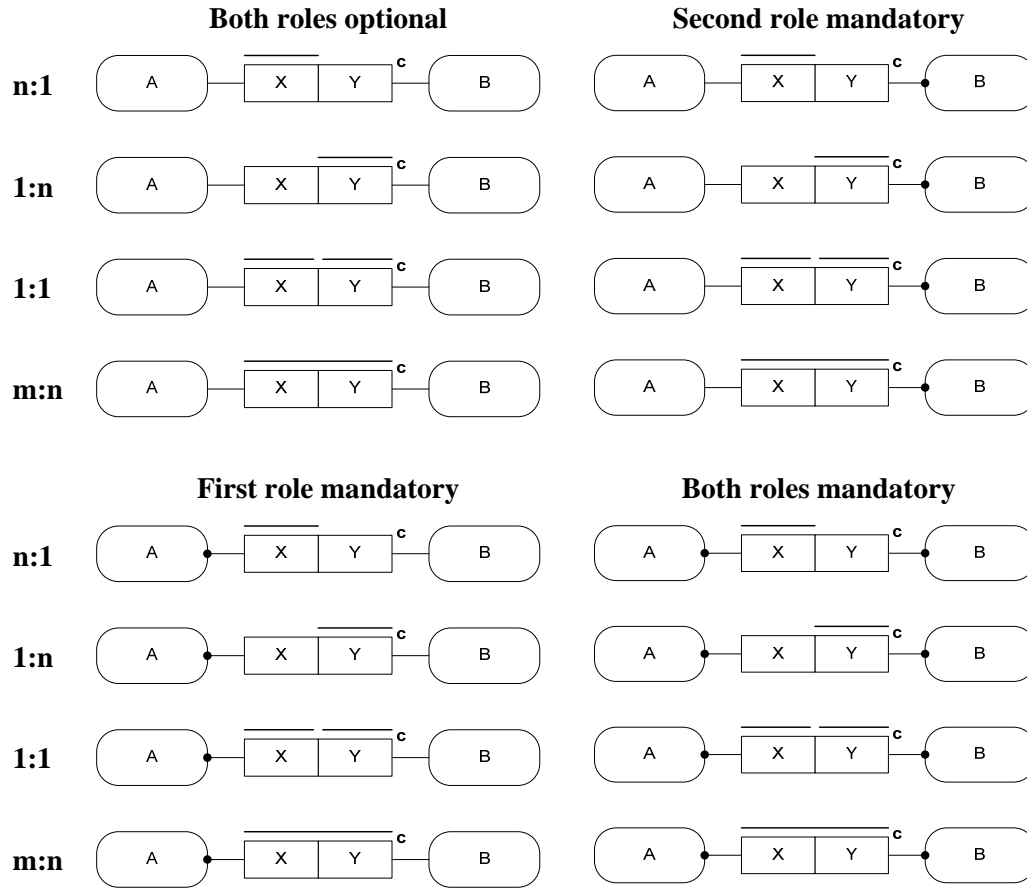 Both roles optional Second role mandatory
n:1 A X Y c B A X Y c B
1:n A X Y c B A X Y c B
1:1 A X Y c B A X Y c B
m:n A X Y c B A X Y c B
First role mandatory Both roles mandatory
n:1 A X Y c B A X Y c B
1:n A X Y c B A X Y c B
1:1 A X Y c B A X Y c B
m:n A X Y c B A X Y c B